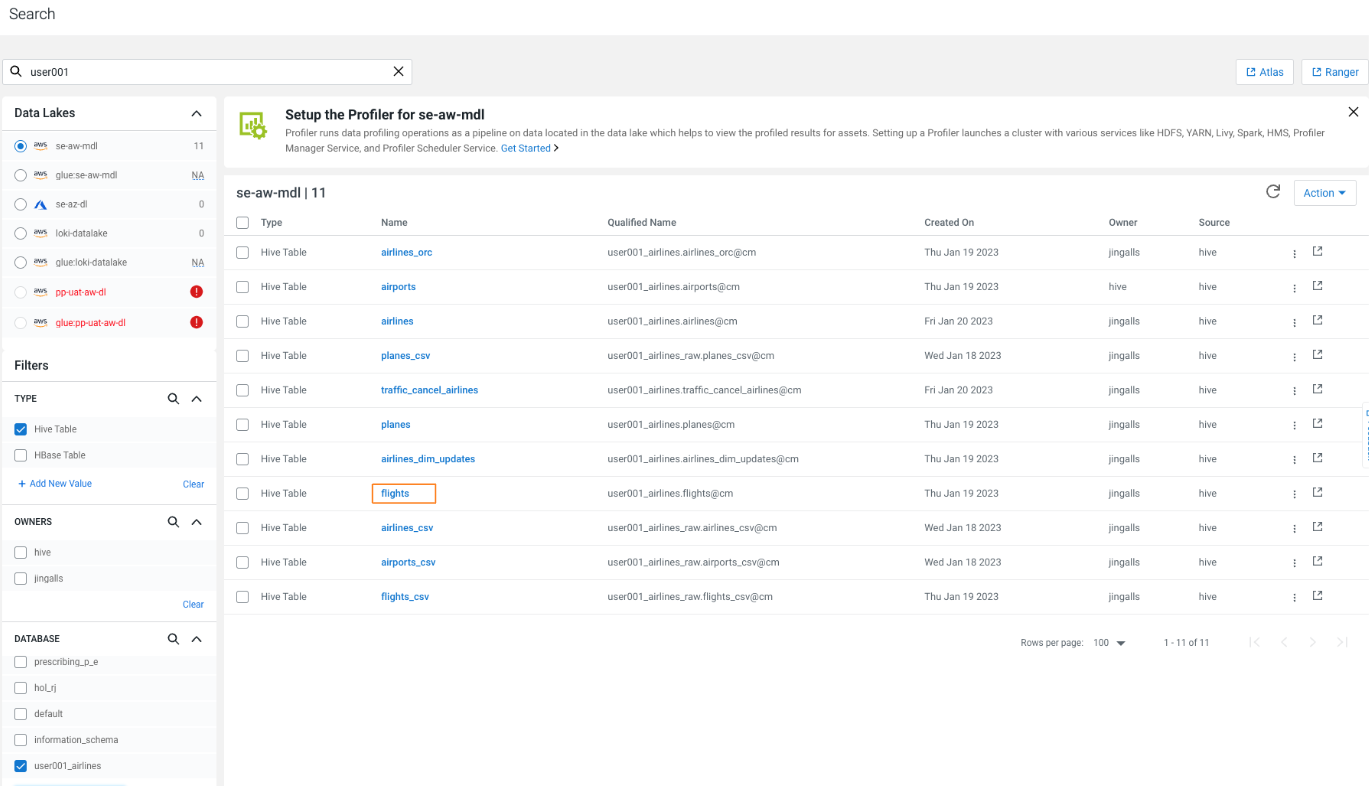 Search
user001
Atlas
Ranger
Data Lakes
aws se-aw-mdl 11
aws glue:se-aw-mdl NA
se-az-dl 0
aws loki-datalake 0
aws glue:loki-datalake NA
aws pp-uat-aw-dl !
aws glue:pp-uat-aw-dl !
Filters
TYPE
Hive Table
HBase Table
+ Add New Value Clear
OWNERS
hive
jingalls
Clear
DATABASE
prescribing_p_e
hol_rj
default
information_schema
user001_airlines
Setup the Profiler for se-aw-mdl
Profiler runs data profiling operations as a pipeline on data located in the data lake which helps to view the profiled results for assets. Setting up a Profiler launches a cluster with various services like HDFS, YARN, Livy, Spark, HMS, Profiler
Manager Service, and Profiler Scheduler Service. Get Started >
se-aw-mdl | 11
Action
Type Name Qualified Name Created On Owner Source
Hive Table airlines_orc user001_airlines.airlines_orc@cm Thu Jan 19 2023 jingalls hive
Hive Table airports user001_airlines.airports@cm Thu Jan 19 2023 hive hive
Hive Table airlines user001_airlines.airlines@cm Fri Jan 20 2023 jingalls hive
Hive Table planes_csv user001_airlines_raw.planes_csv@cm Wed Jan 18 2023 jingalls hive
Hive Table traffic_cancel_airlines user001_airlines.traffic_cancel_airlines@cm Fri Jan 20 2023 jingalls hive
Hive Table planes user001_airlines.planes@cm Thu Jan 19 2023 jingalls hive
Hive Table airlines_dim_updates user001_airlines.airlines_dim_updates@cm Thu Jan 19 2023 jingalls hive
Hive Table flights user001_airlines.flights@cm Thu Jan 19 2023 jingalls hive
Hive Table airlines_csv user001_airlines_raw.airlines_csv@cm Wed Jan 18 2023 jingalls hive
Hive Table airports_csv user001_airlines_raw.airports_csv@cm Wed Jan 18 2023 jingalls hive
Hive Table flights_csv user001_airlines_raw.flights_csv@cm Thu Jan 19 2023 jingalls hive
Rows per page: 100 1 - 11 of 11